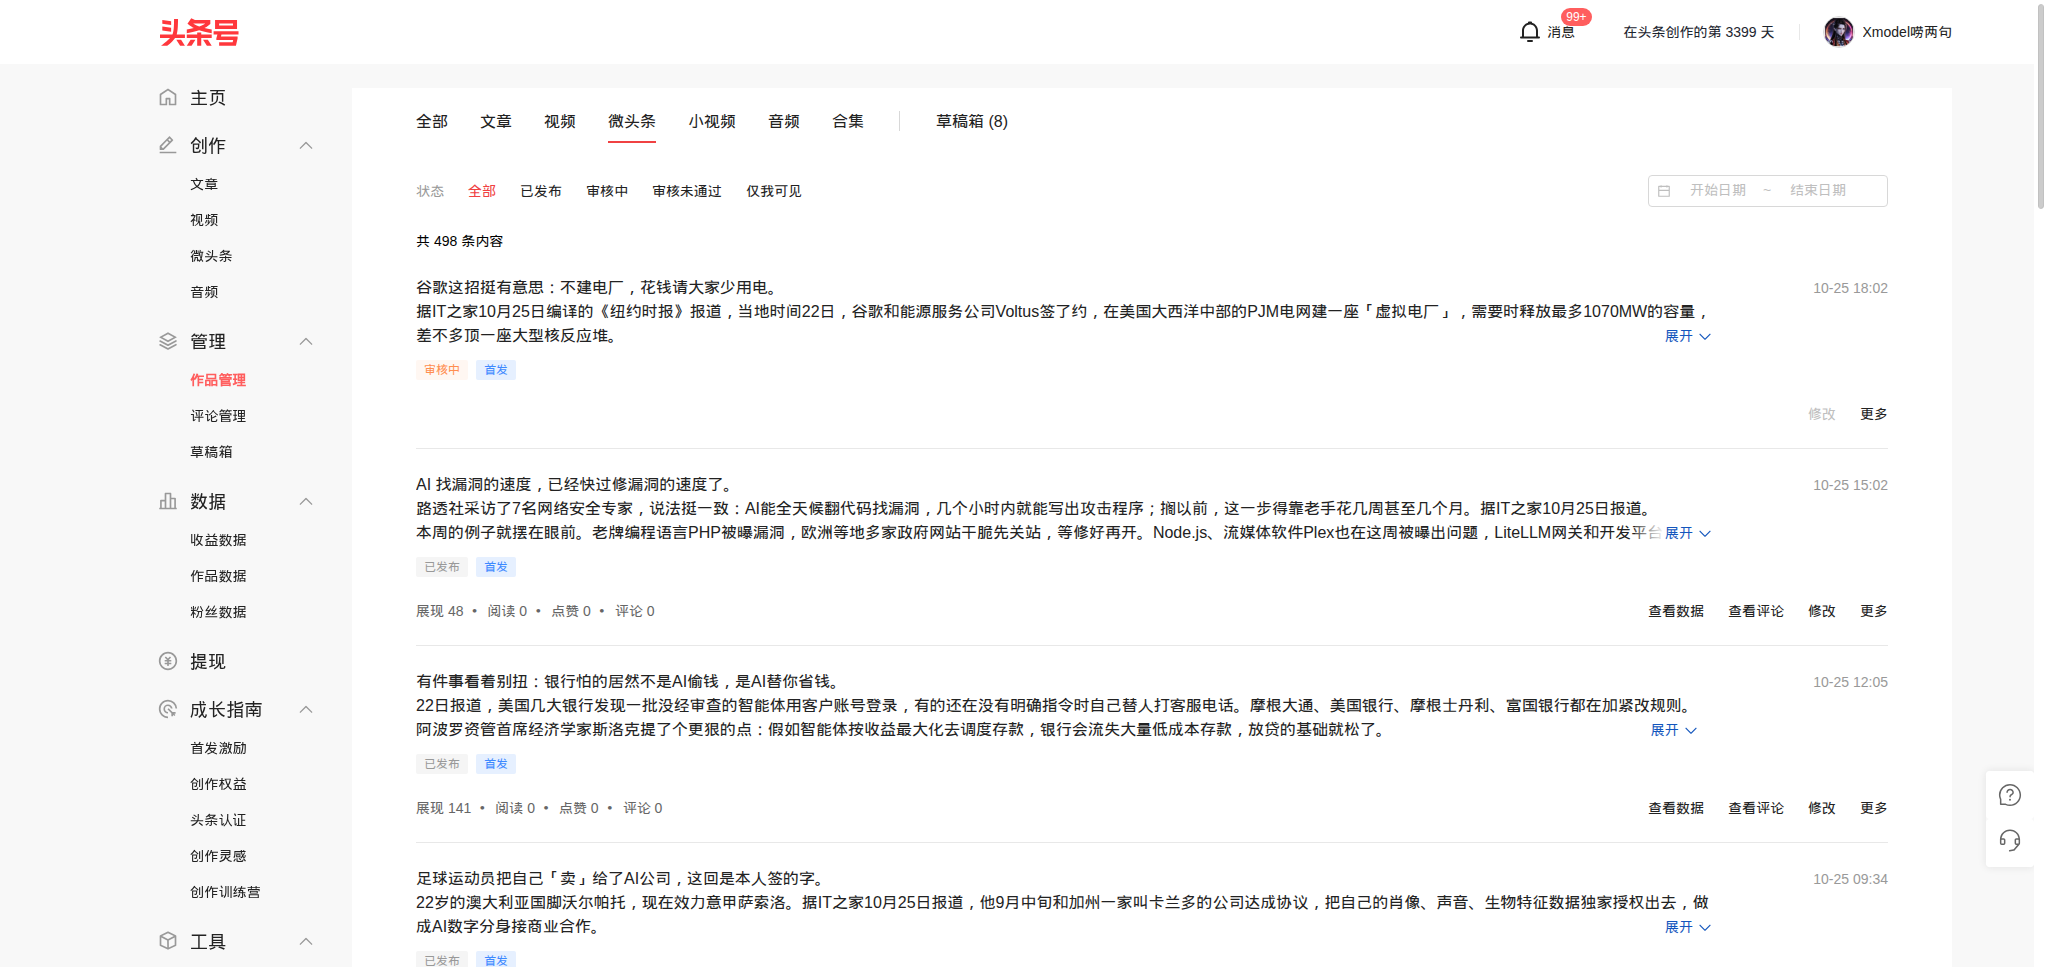 头条号
消息
99+
在头条创作的第 3399 天
Xmodel唠两句
主页
创作
文章
视频
微头条
音频
管理
作品管理
评论管理
草稿箱
数据
收益数据
作品数据
粉丝数据
提现
成长指南
首发激励
创作权益
头条认证
创作灵感
创作训练营
工具
全部 文章 视频 微头条 小视频 音频 合集 草稿箱 (8)
状态 全部 已发布 审核中 审核未通过 仅我可见
开始日期 ~ 结束日期
共 498 条内容
谷歌这招挺有意思：不建电厂，花钱请大家少用电。
10-25 18:02
据IT之家10月25日编译的《纽约时报》报道，当地时间22日，谷歌和能源服务公司Voltus签了约，在美国大西洋中部的PJM电网建一座「虚拟电厂」，需要时释放最多1070MW的容量，
差不多顶一座大型核反应堆。
展开
审核中 首发
修改 更多
AI 找漏洞的速度，已经快过修漏洞的速度了。
10-25 15:02
路透社采访了7名网络安全专家，说法挺一致：AI能全天候翻代码找漏洞，几个小时内就能写出攻击程序；搁以前，这一步得靠老手花几周甚至几个月。据IT之家10月25日报道。
本周的例子就摆在眼前。老牌编程语言PHP被曝漏洞，欧洲等地多家政府网站干脆先关站，等修好再开。Node.js、流媒体软件Plex也在这周被曝出问题，LiteLLM网关和开发平台
展开
已发布 首发
展现 48 • 阅读 0 • 点赞 0 • 评论 0
查看数据 查看评论 修改 更多
有件事看着别扭：银行怕的居然不是AI偷钱，是AI替你省钱。
10-25 12:05
22日报道，美国几大银行发现一批没经审查的智能体用客户账号登录，有的还在没有明确指令时自己替人打客服电话。摩根大通、美国银行、摩根士丹利、富国银行都在加紧改规则。
阿波罗资管首席经济学家斯洛克提了个更狠的点：假如智能体按收益最大化去调度存款，银行会流失大量低成本存款，放贷的基础就松了。
展开
已发布 首发
展现 141 • 阅读 0 • 点赞 0 • 评论 0
查看数据 查看评论 修改 更多
足球运动员把自己「卖」给了AI公司，这回是本人签的字。
10-25 09:34
22岁的澳大利亚国脚沃尔帕托，现在效力意甲萨索洛。据IT之家10月25日报道，他9月中旬和加州一家叫卡兰多的公司达成协议，把自己的肖像、声音、生物特征数据独家授权出去，做
成AI数字分身接商业合作。
展开
已发布 首发